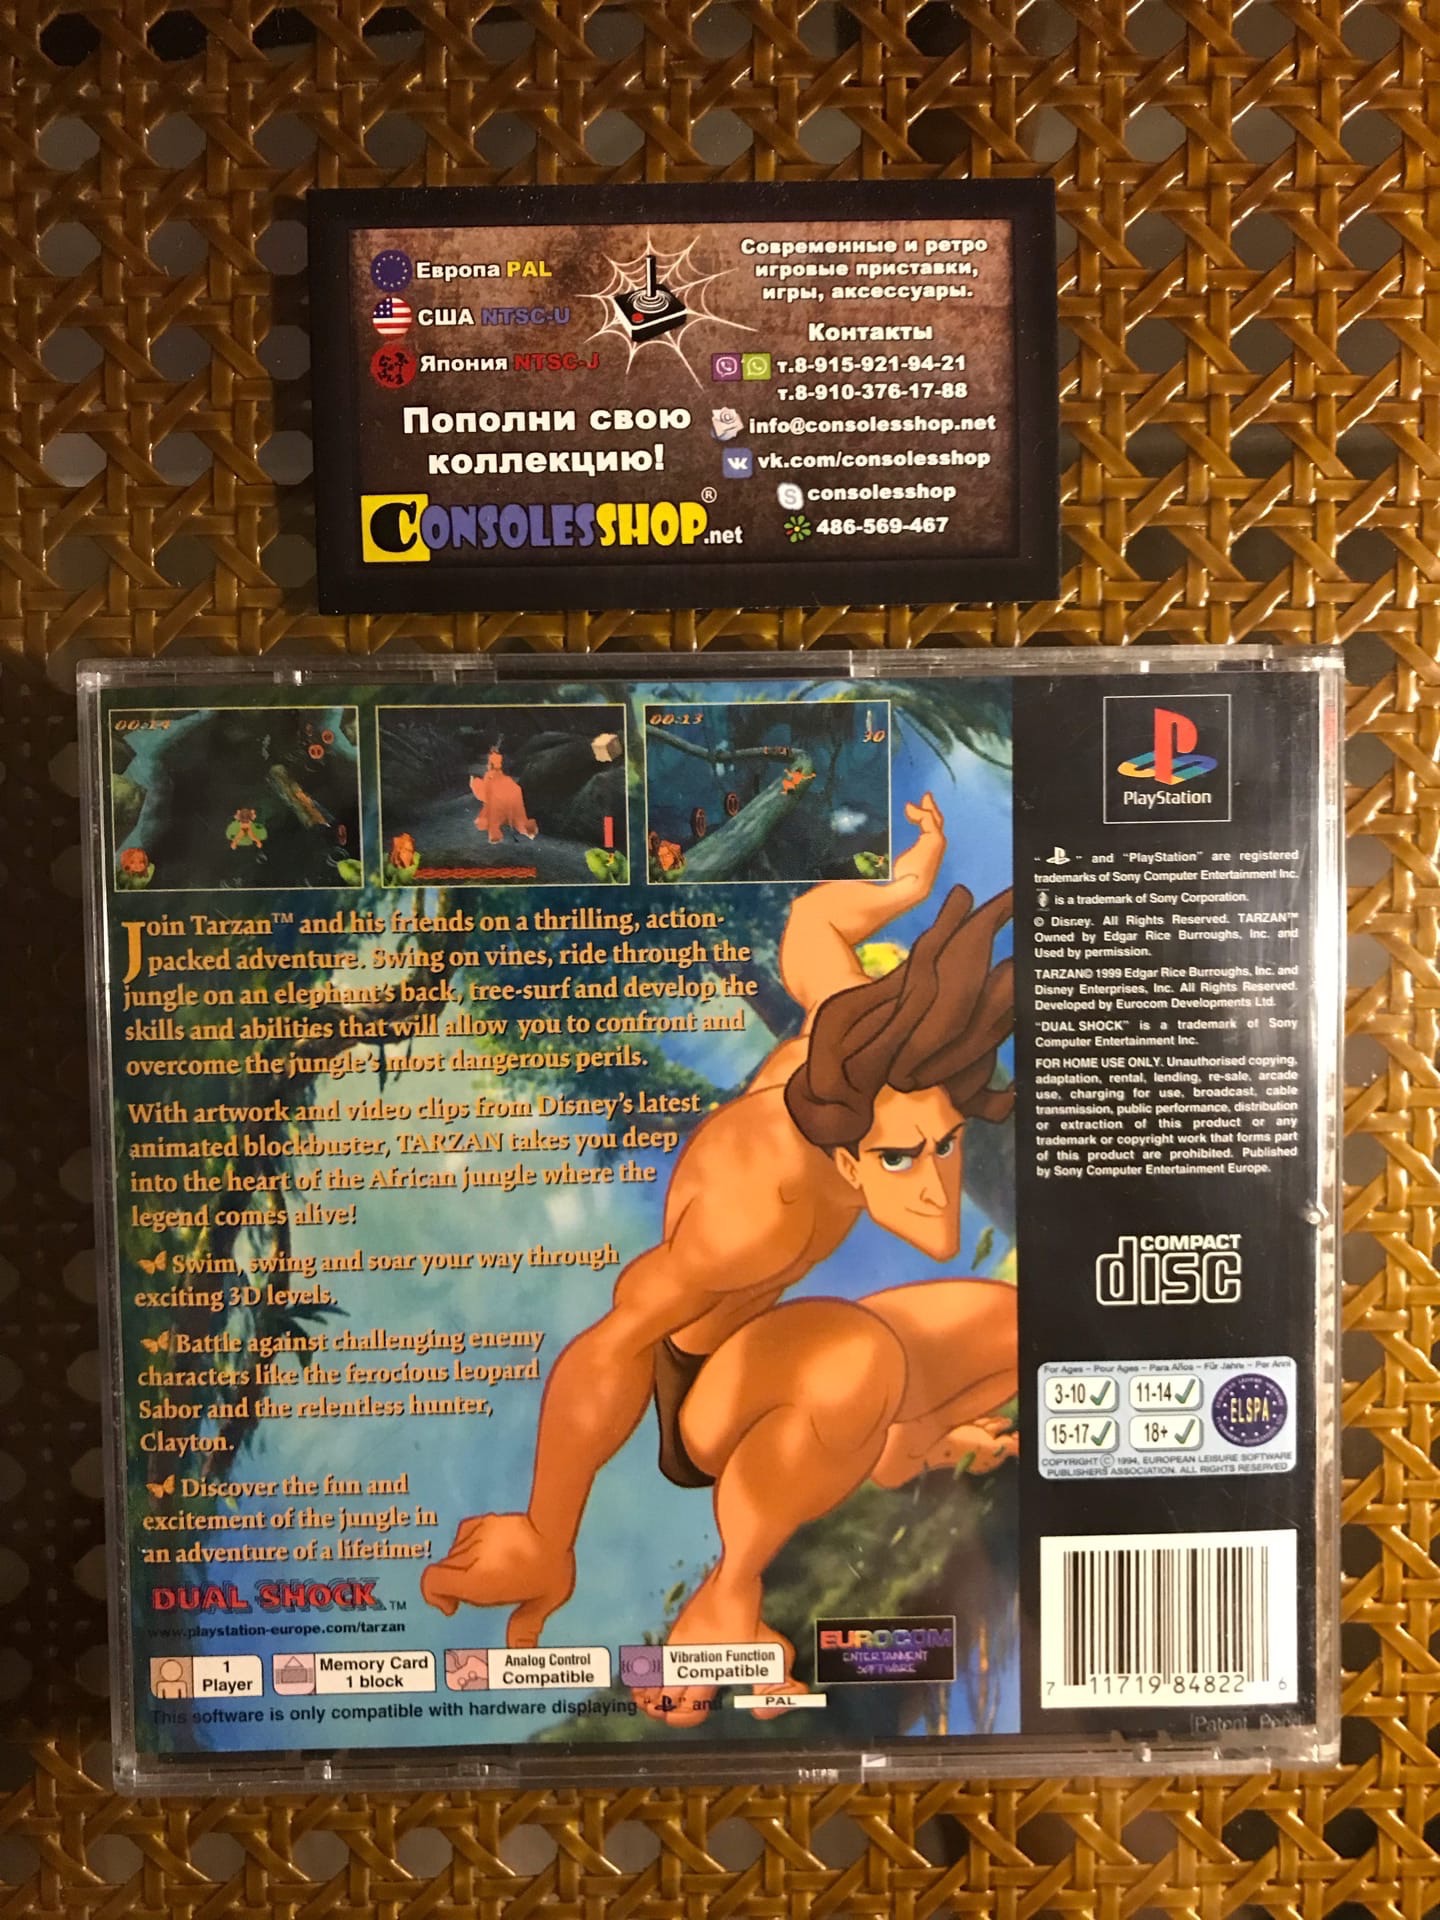 Европа PAL
США NTSC-U
Япония NTSC-J
Пополни свою
коллекцию!
CONSOLESSHOP.net
®
Современные и ретро
игровые приставки,
игры, аксессуары.
Контакты
т.8-915-921-94-21
т.8-910-376-17-88
info@consolesshop.net
vk.com/consolesshop
consolesshop
486-569-467
00:14
00:13
30
Join Tarzan™ and his friends on a thrilling, action-
packed adventure. Swing on vines, ride through the
jungle on an elephant's back, tree-surf and develop the
skills and abilities that will allow you to confront and
overcome the jungle's most dangerous perils.
With artwork and video clips from Disney's latest
animated blockbuster, TARZAN takes you deep
into the heart of the African jungle where the
legend comes alive!
Swim, swing and soar your way through
exciting 3D levels.
Battle against challenging enemy
characters like the ferocious leopard
Sabor and the relentless hunter,
Clayton.
Discover the fun and
excitement of the jungle in
an adventure of a lifetime!
DUAL SHOCK™
www.playstation-europe.com/tarzan
1
Player
Memory Card
1 block
Analog Control
Compatible
Vibration Function
Compatible
This software is only compatible with hardware displaying " " and PAL
EUROCOM
ENTERTAINMENT
SOFTWARE
PlayStation
" " and "PlayStation" are registered
trademarks of Sony Computer Entertainment Inc.
is a trademark of Sony Corporation.
© Disney. All Rights Reserved. TARZAN™
Owned by Edgar Rice Burroughs, Inc. and
Used by permission.
TARZAN© 1999 Edgar Rice Burroughs, Inc. and
Disney Enterprises, Inc. All Rights Reserved.
Developed by Eurocom Developments Ltd.
"DUAL SHOCK" is a trademark of Sony
Computer Entertainment Inc.
FOR HOME USE ONLY. Unauthorised copying,
adaptation, rental, lending, re-sale, arcade
use, charging for use, broadcast, cable
transmission, public performance, distribution
or extraction of this product or any
trademark or copyright work that forms part
of this product are prohibited. Published
by Sony Computer Entertainment Europe.
COMPACT
disc
For Ages – Pour Ages – Para Años – Für Jahre – Per Anni
3-10 11-14
15-17 18+
ELSPA
COPYRIGHT © 1994, EUROPEAN LEISURE SOFTWARE
PUBLISHERS ASSOCIATION. ALL RIGHTS RESERVED
7 11719 84822 6